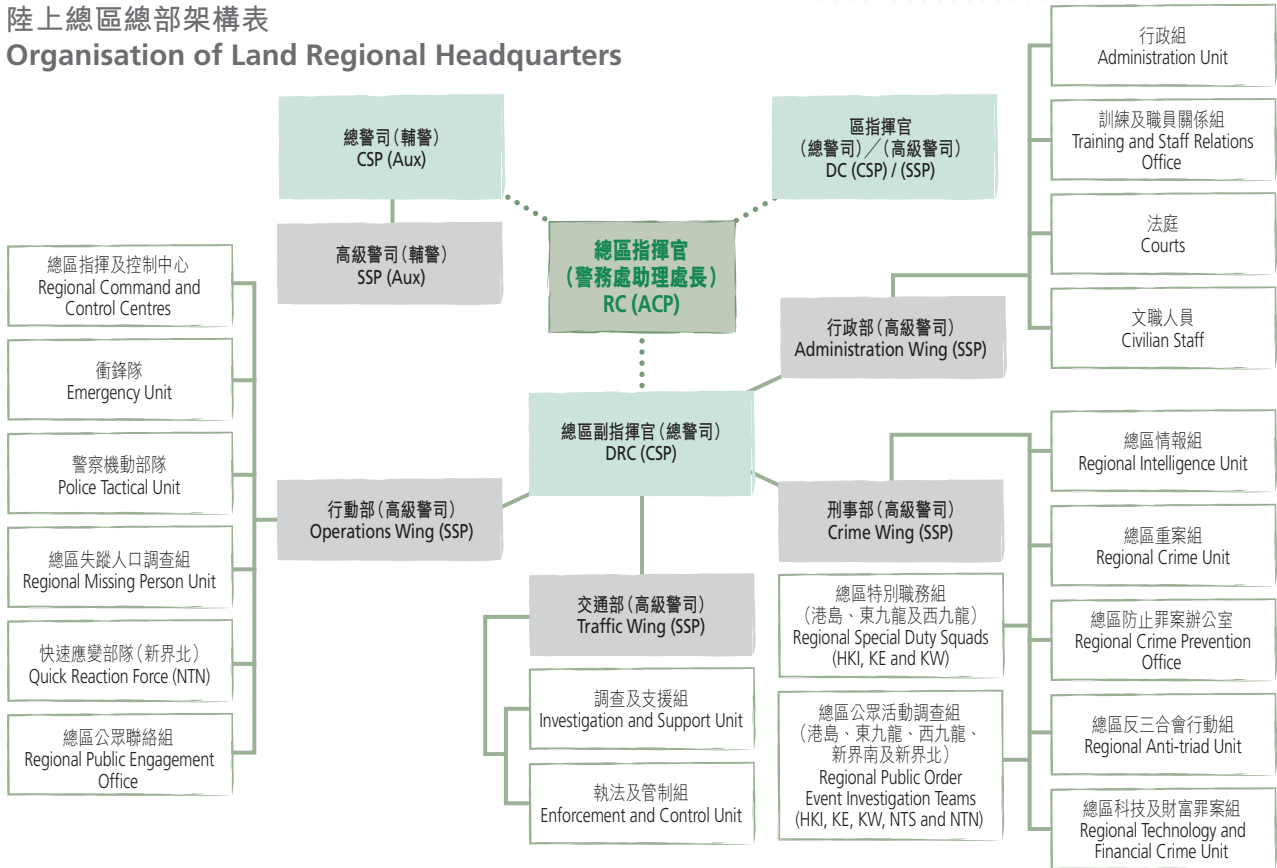 陸上總區總部架構表
Organisation of Land Regional Headquarters
總警司(輔警)
CSP (Aux)
高級警司(輔警)
SSP (Aux)
區指揮官
(總警司)／(高級警司)
DC (CSP) / (SSP)
總區指揮官
(警務處助理處長)
RC (ACP)
總區副指揮官(總警司)
DRC (CSP)
行政部(高級警司)
Administration Wing (SSP)
行政組
Administration Unit
訓練及職員關係組
Training and Staff Relations
Office
法庭
Courts
文職人員
Civilian Staff
行動部(高級警司)
Operations Wing (SSP)
總區指揮及控制中心
Regional Command and
Control Centres
衝鋒隊
Emergency Unit
警察機動部隊
Police Tactical Unit
總區失蹤人口調查組
Regional Missing Person Unit
快速應變部隊(新界北)
Quick Reaction Force (NTN)
總區公眾聯絡組
Regional Public Engagement
Office
交通部(高級警司)
Traffic Wing (SSP)
調查及支援組
Investigation and Support Unit
執法及管制組
Enforcement and Control Unit
刑事部(高級警司)
Crime Wing (SSP)
總區特別職務組
(港島、東九龍及西九龍)
Regional Special Duty Squads
(HKI, KE and KW)
總區公眾活動調查組
(港島、東九龍、西九龍、
新界南及新界北)
Regional Public Order
Event Investigation Teams
(HKI, KE, KW, NTS and NTN)
總區情報組
Regional Intelligence Unit
總區重案組
Regional Crime Unit
總區防止罪案辦公室
Regional Crime Prevention
Office
總區反三合會行動組
Regional Anti-triad Unit
總區科技及財富罪案組
Regional Technology and
Financial Crime Unit